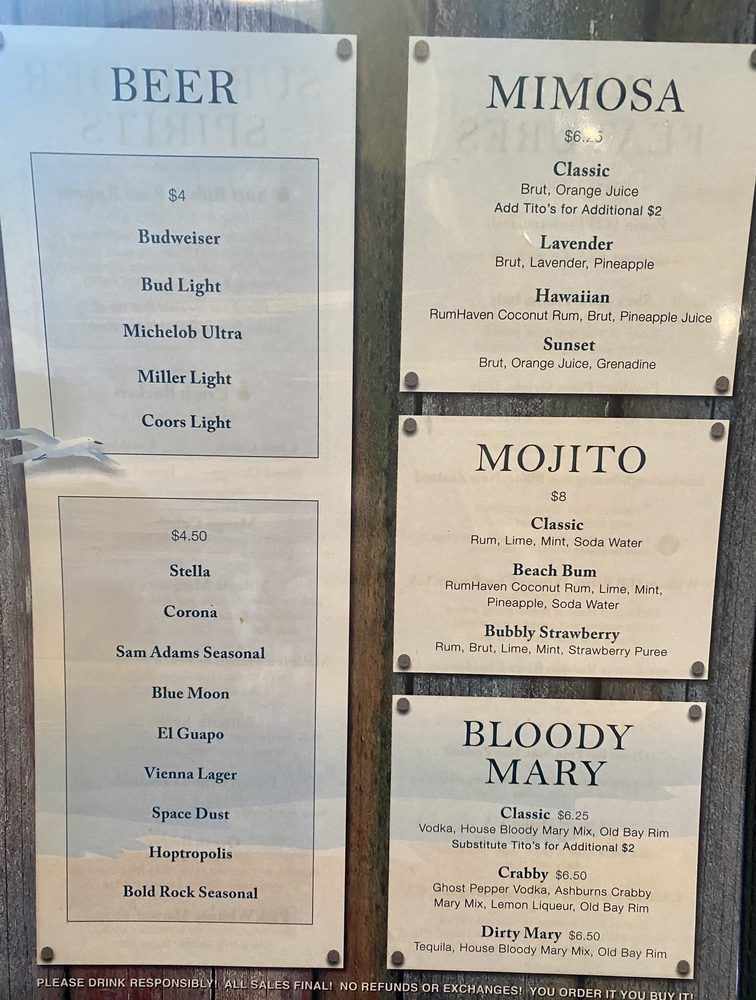 BEER
$4
Budweiser
Bud Light
Michelob Ultra
Miller Light
Coors Light
$4.50
Stella
Corona
Sam Adams Seasonal
Blue Moon
El Guapo
Vienna Lager
Space Dust
Hoptropolis
Bold Rock Seasonal
MIMOSA
$6.25
Classic
Brut, Orange Juice
Add Tito's for Additional $2
Lavender
Brut, Lavender, Pineapple
Hawaiian
RumHaven Coconut Rum, Brut, Pineapple Juice
Sunset
Brut, Orange Juice, Grenadine
MOJITO
$8
Classic
Rum, Lime, Mint, Soda Water
Beach Bum
RumHaven Coconut Rum, Lime, Mint,
Pineapple, Soda Water
Bubbly Strawberry
Rum, Brut, Lime, Mint, Strawberry Puree
BLOODY
MARY
Classic $6.25
Vodka, House Bloody Mary Mix, Old Bay Rim
Substitute Tito's for Additional $2
Crabby $6.50
Ghost Pepper Vodka, Ashburns Crabby
Mary Mix, Lemon Liqueur, Old Bay Rim
Dirty Mary $6.50
Tequila, House Bloody Mary Mix, Old Bay Rim
PLEASE DRINK RESPONSIBLY! ALL SALES FINAL! NO REFUNDS OR EXCHANGES! YOU ORDER IT YOU BUY IT!